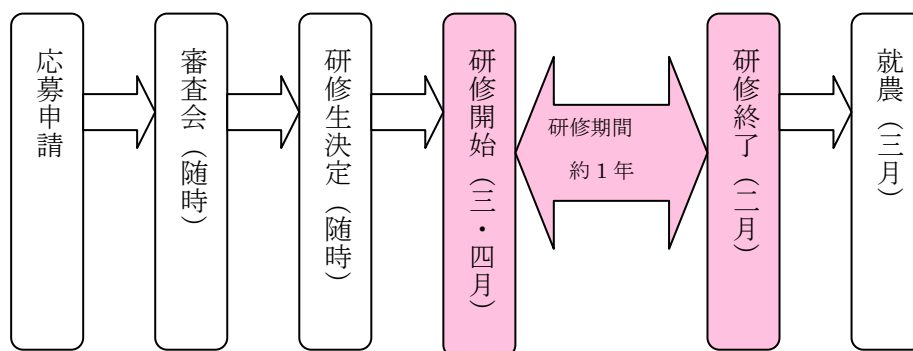 応募申請
審査会（随時）
研修生決定（随時）
研修開始（三・四月）
研修期間
約１年
研修終了（二月）
就農（三月）